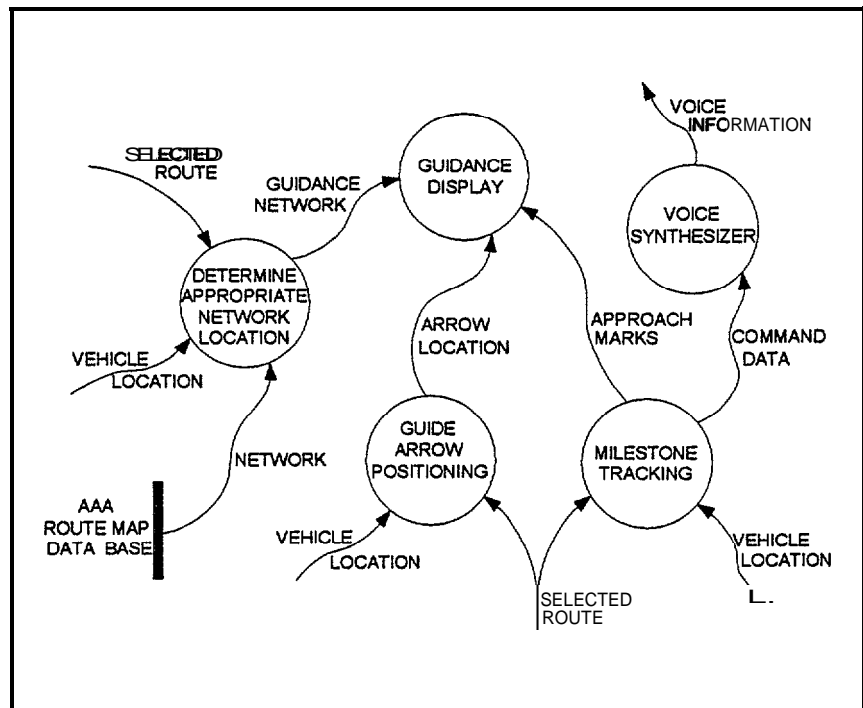 VOICE
INFORMATION
SELECTED
ROUTE
GUIDANCE
NETWORK
GUIDANCE
DISPLAY
VOICE
SYNTHESIZER
DETERMINE
APPROPRIATE
NETWORK
LOCATION
VEHICLE
LOCATION
ARROW
LOCATION
APPROACH
MARKS
COMMAND
DATA
NETWORK
GUIDE
ARROW
POSITIONING
MILESTONE
TRACKING
AAA
ROUTE MAP
DATA BASE
VEHICLE
LOCATION
SELECTED
ROUTE
VEHICLE
LOCATION
L.